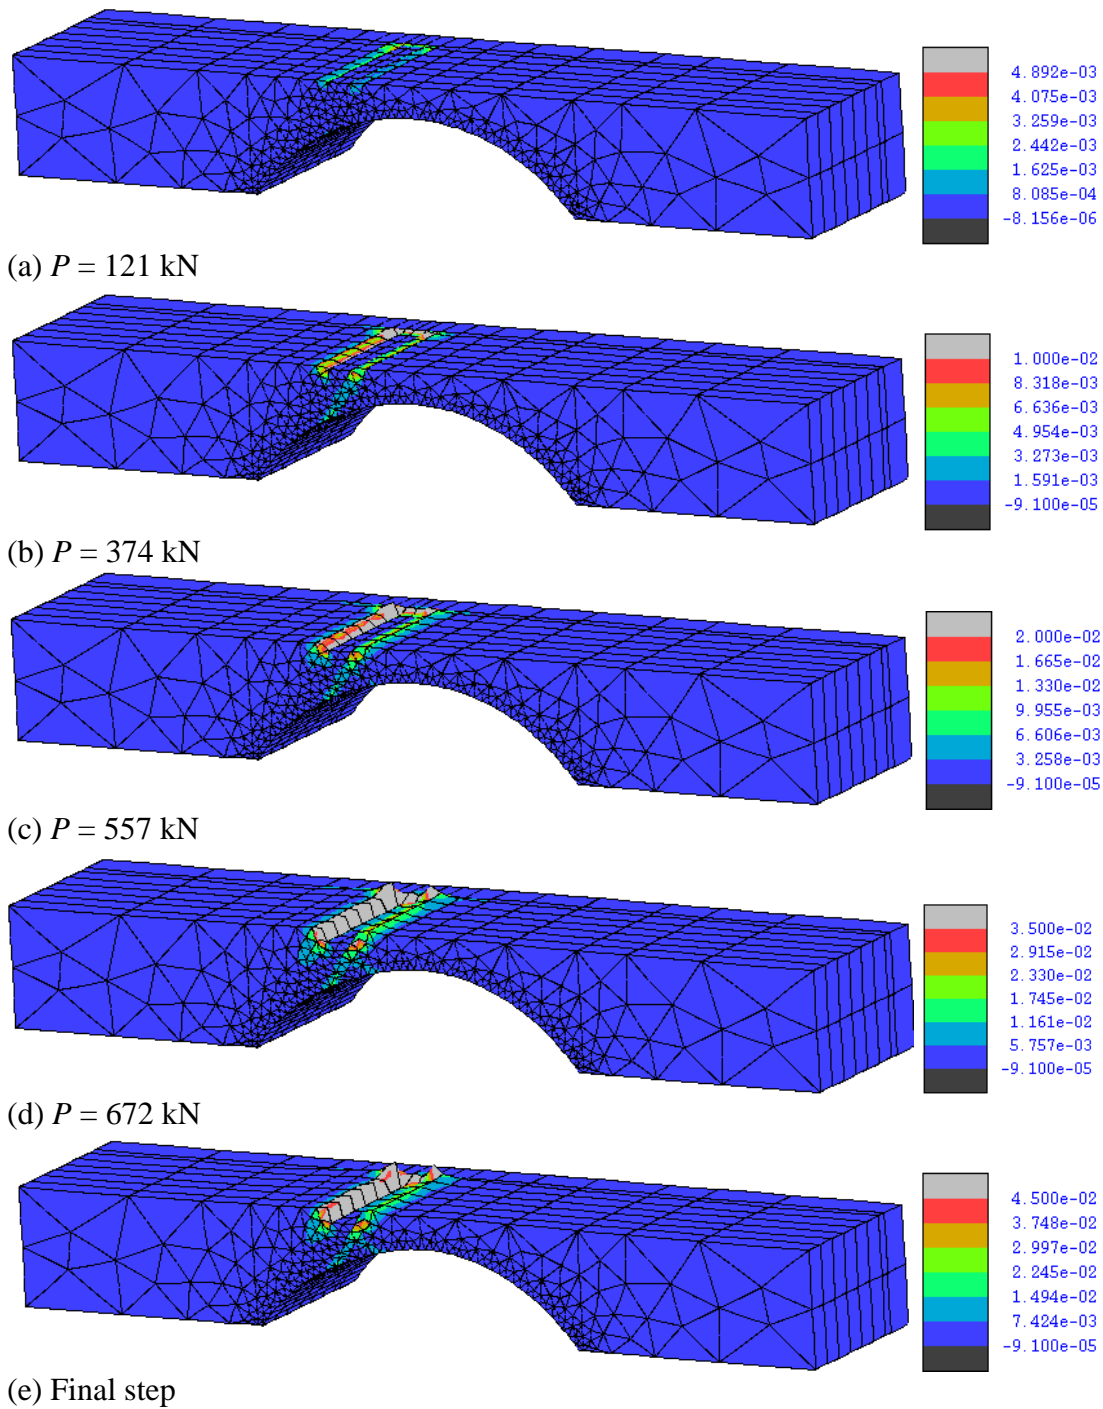 4.892e-03
4.075e-03
3.259e-03
2.442e-03
1.625e-03
8.085e-04
-8.156e-06
(a) P = 121 kN
1.000e-02
8.318e-03
6.636e-03
4.954e-03
3.273e-03
1.591e-03
-9.100e-05
(b) P = 374 kN
2.000e-02
1.665e-02
1.330e-02
9.955e-03
6.606e-03
3.258e-03
-9.100e-05
(c) P = 557 kN
3.500e-02
2.915e-02
2.330e-02
1.745e-02
1.161e-02
5.757e-03
-9.100e-05
(d) P = 672 kN
4.500e-02
3.748e-02
2.997e-02
2.245e-02
1.494e-02
7.424e-03
-9.100e-05
(e) Final step